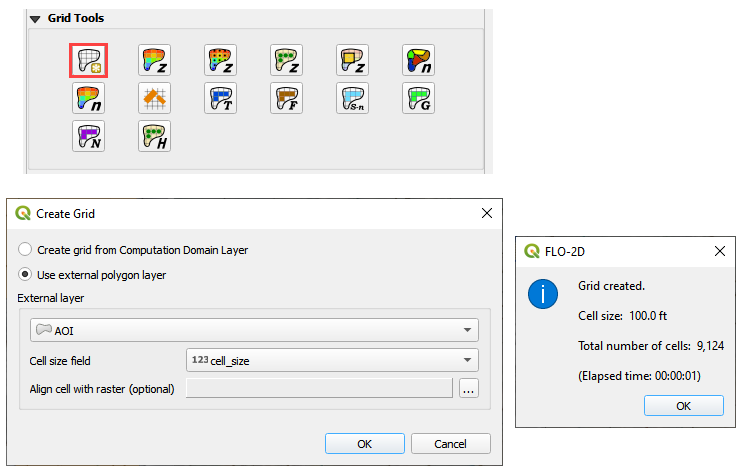 Grid Tools
Z Z Z Z n
n T F S-n G
N H
Create Grid
Create grid from Computation Domain Layer
Use external polygon layer
External layer
AOI
Cell size field 123 cell_size
Align cell with raster (optional) ...
OK Cancel
FLO-2D
i
Grid created.
Cell size: 100.0 ft
Total number of cells: 9,124
(Elapsed time: 00:00:01)
OK